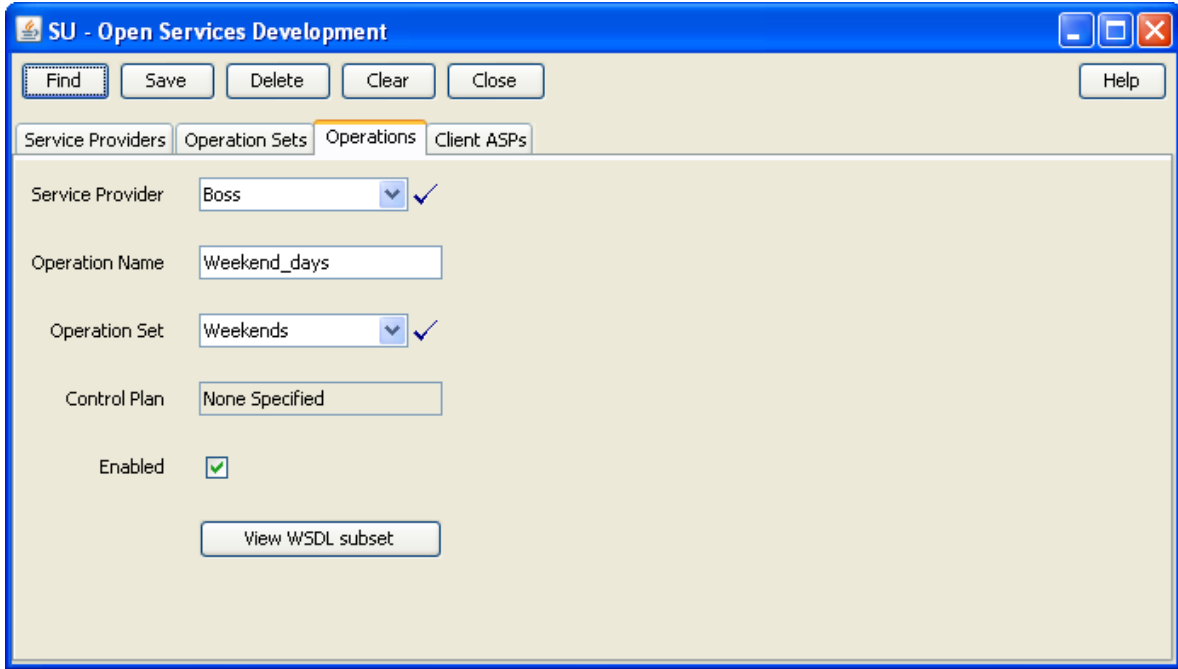 SU - Open Services Development
Find Save Delete Clear Close Help
Service Providers Operation Sets Operations Client ASPs
Service Provider Boss
Operation Name Weekend_days
Operation Set Weekends
Control Plan None Specified
Enabled
View WSDL subset